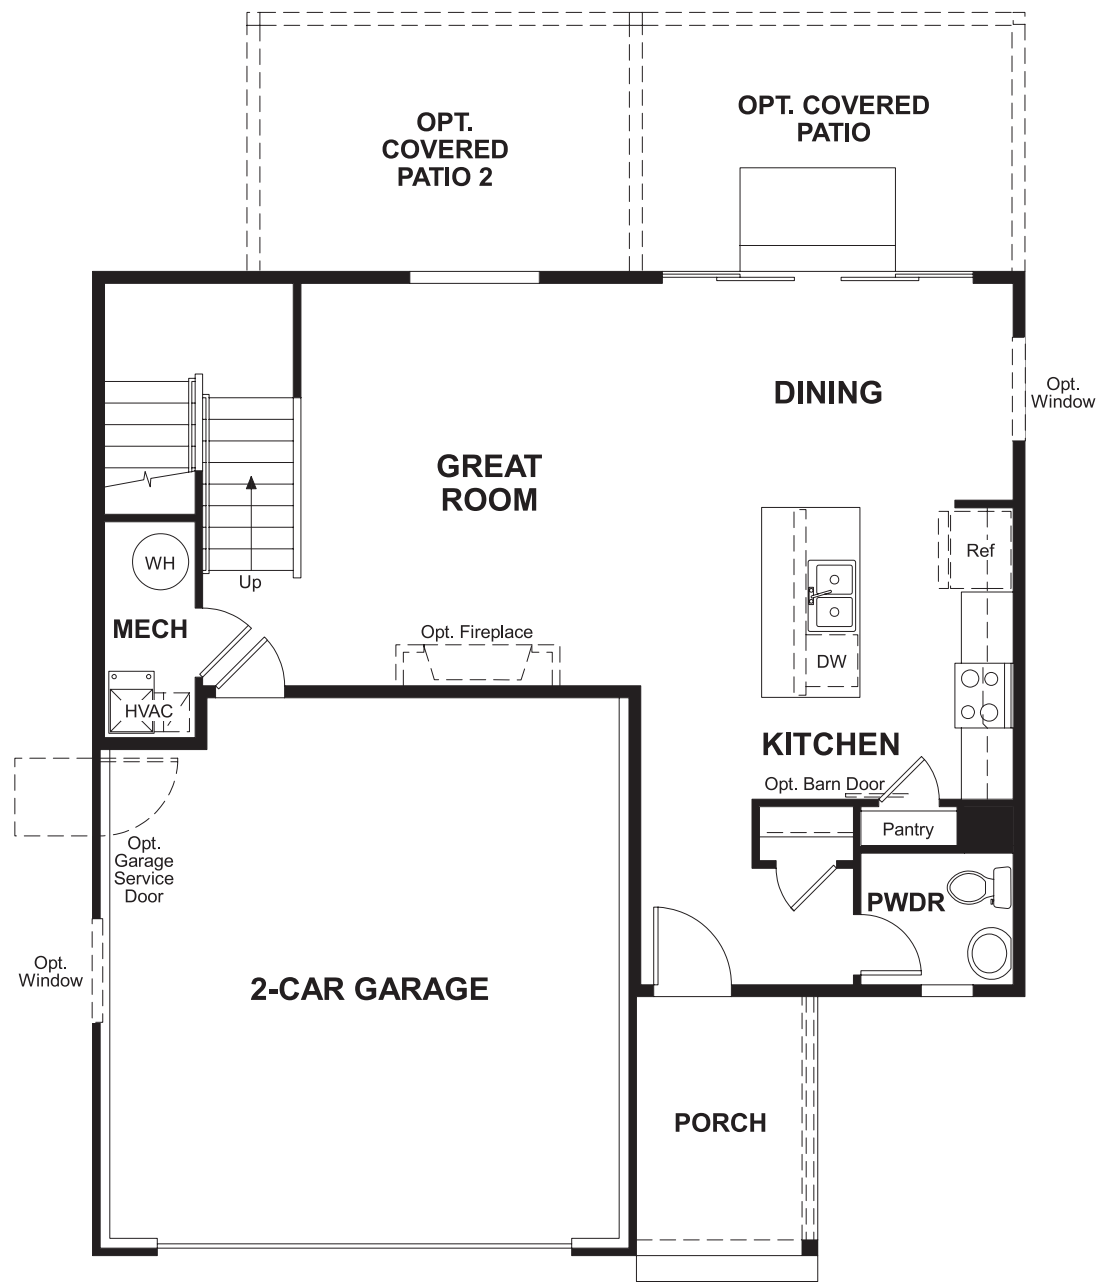 OPT.
COVERED
PATIO 2
OPT. COVERED
PATIO
DINING
Opt.
Window
GREAT
ROOM
Ref
WH
Up
MECH
Opt. Fireplace
DW
HVAC
KITCHEN
Opt. Barn Door
Pantry
Opt.
Garage
Service
Door
PWDR
Opt.
Window
2-CAR GARAGE
PORCH